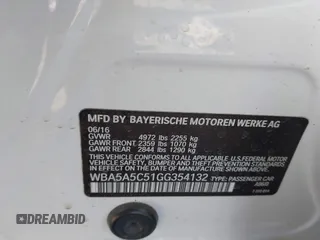 MFD BY BAYERISCHE MOTOREN WERKE AG
06/16
GVWR 4972 lbs 2255 kg
GAWR FRONT 2359 lbs 1070 kg
GAWR REAR 2844 lbs 1290 kg
THIS VEHICLE CONFORMS TO ALL APPLICABLE
FEDERAL MOTOR VEHICLE
SAFETY, BUMPER AND THEFT PREVENTION STANDARDS
IN EFFECT ON THE DATE OF MANUFACTURE SHOWN ABOVE.
WBA5A5C51GG354132 TYPE: PASSENGER CAR
AUTOASTAT